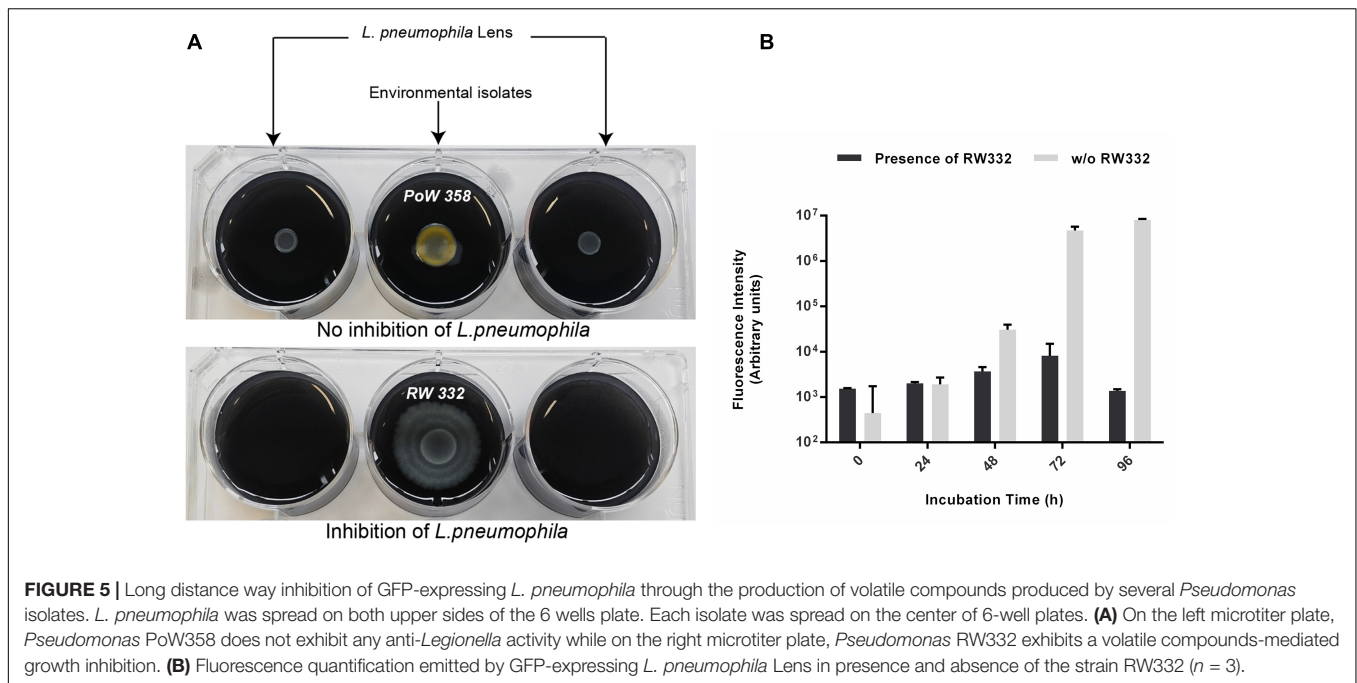 A
L. pneumophila Lens
Environmental isolates
PoW 358
No inhibition of L.pneumophila
RW 332
Inhibition of L.pneumophila
B
Presence of RW332
w/o RW332
Fluorescence Intensity
(Arbitrary units)
10⁷
10⁶
10⁵
10⁴
10³
10²
0
24
48
72
96
Incubation Time (h)
FIGURE 5 | Long distance way inhibition of GFP-expressing L. pneumophila through the production of volatile compounds produced by several Pseudomonas
isolates. L. pneumophila was spread on both upper sides of the 6 wells plate. Each isolate was spread on the center of 6-well plates. (A) On the left microtiter plate,
Pseudomonas PoW358 does not exhibit any anti-Legionella activity while on the right microtiter plate, Pseudomonas RW332 exhibits a volatile compounds-mediated
growth inhibition. (B) Fluorescence quantification emitted by GFP-expressing L. pneumophila Lens in presence and absence of the strain RW332 (n = 3).